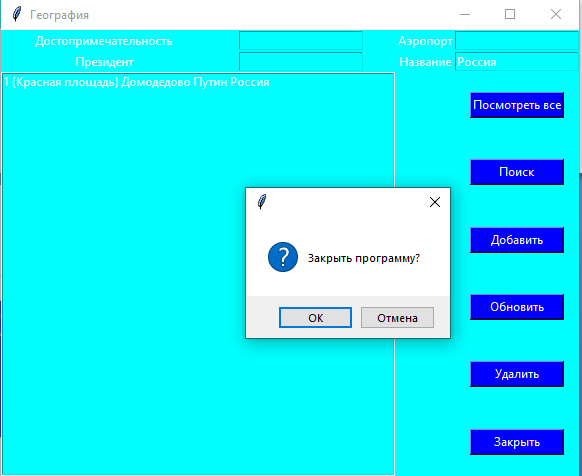 География
Достопримечательность
Аэропорт
Президент
Название Россия
1 {Красная площадь} Домодедово Путин Россия
Посмотреть все
Поиск
Закрыть программу?
Добавить
Обновить
OK
Отмена
Удалить
Закрыть